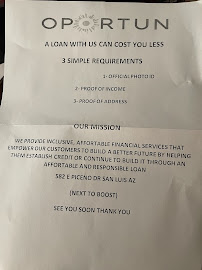 OPORTUN
A LOAN WITH US CAN COST YOU LESS
3 SIMPLE REQUIREMENTS
1- OFFICIAL PHOTO ID
2- PROOF OF INCOME
3- PROOF OF ADDRESS
OUR MISSION
WE PROVIDE INCLUSIVE, AFFORDABLE FINANCIAL SERVICES THAT
EMPOWER OUR CUSTOMERS TO BUILD A BETTER FUTURE BY HELPING
THEM ESTABLISH CREDIT OR CONTINUE TO BUILD IT THROUGH AN
AFFORDABLE AND RESPONSIBLE LOAN
582 E PICENO DR SAN LUIS AZ
(NEXT TO BOOST)
SEE YOU SOON THANK YOU